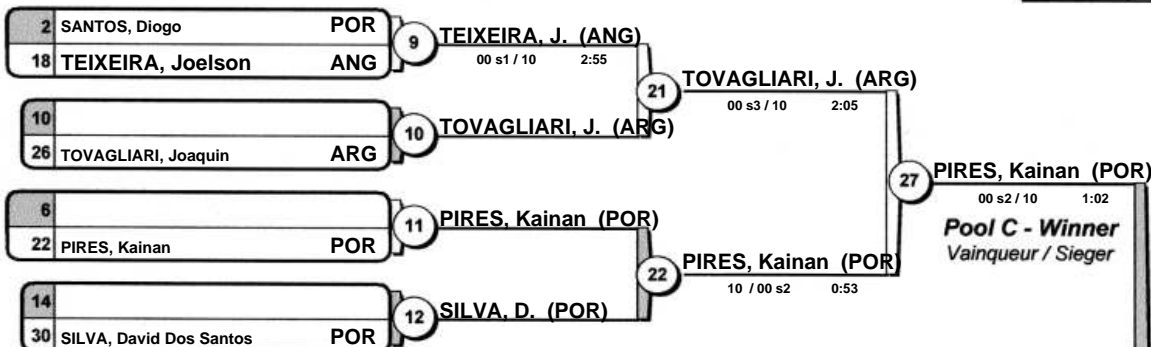 2 SANTOS, Diogo POR
18 TEIXEIRA, Joelson ANG
9
TEIXEIRA, J. (ANG)
00 s1 / 10 2:55
10
26 TOVAGLIARI, Joaquin ARG
10
TOVAGLIARI, J. (ARG)
21
TOVAGLIARI, J. (ARG)
00 s3 / 10 2:05
6
22 PIRES, Kainan POR
11
PIRES, Kainan (POR)
14
30 SILVA, David Dos Santos POR
12
SILVA, D. (POR)
22
PIRES, Kainan (POR)
10 / 00 s2 0:53
27
PIRES, Kainan (POR)
00 s2 / 10 1:02
Pool C - Winner
Vainqueur / Sieger